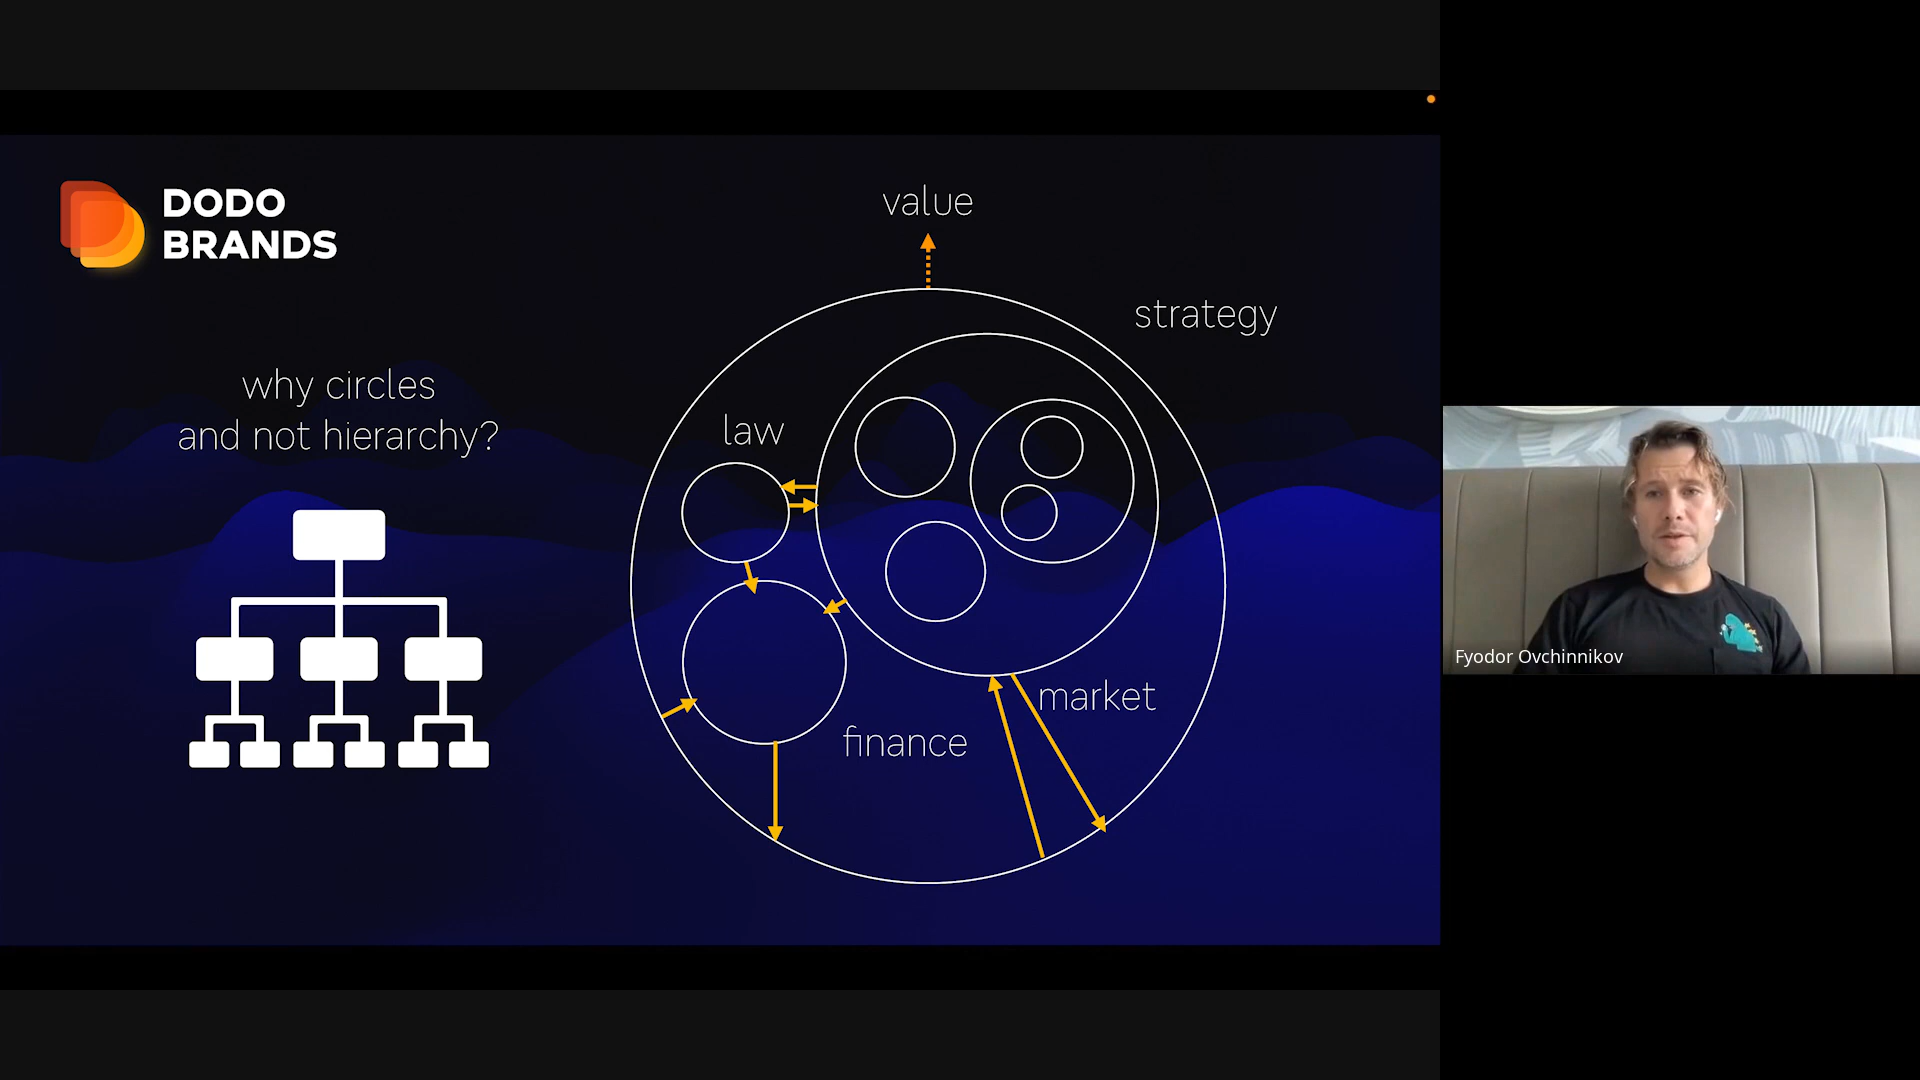 DODO
BRANDS
why circles
and not hierarchy?
value
strategy
law
market
finance
Fyodor Ovchinnikov